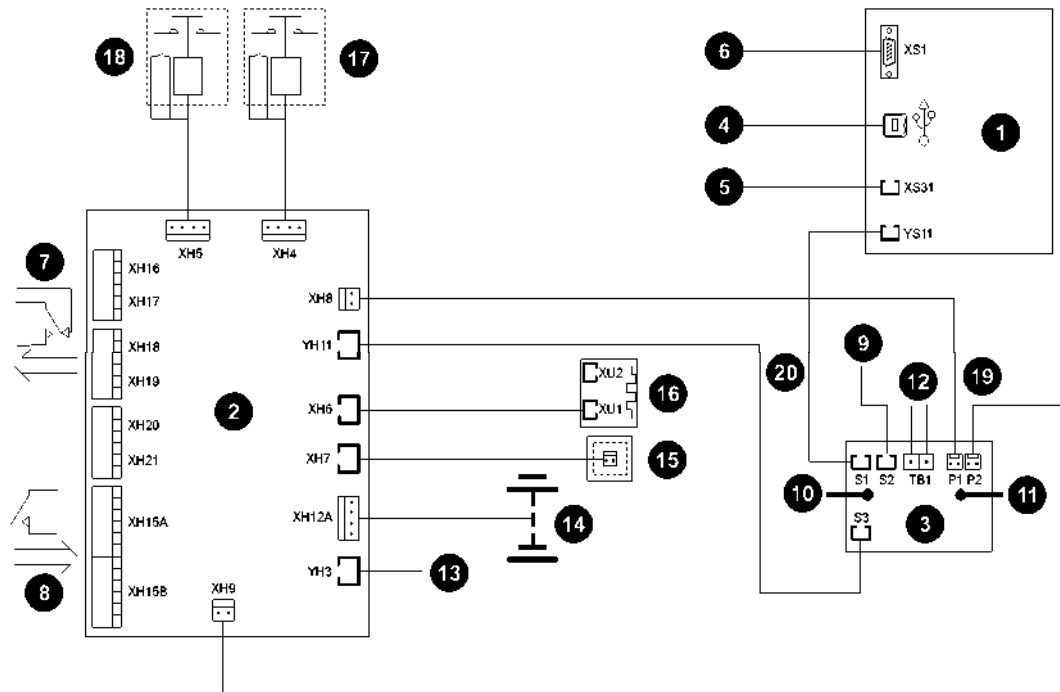 18
17
6
XS1
4
1
5
XS31
YS11
XH5
XH4
7
XH16
XH17
XH8
XH18
YH11
XH19
9
20
12
19
XU2
16
XU1
2
XH6
XH20
XH7
XH21
15
S1
S2
TB1
P1
P2
10
11
XH15A
XH12A
14
S3
3
YH3
13
8
XH15B
XH9